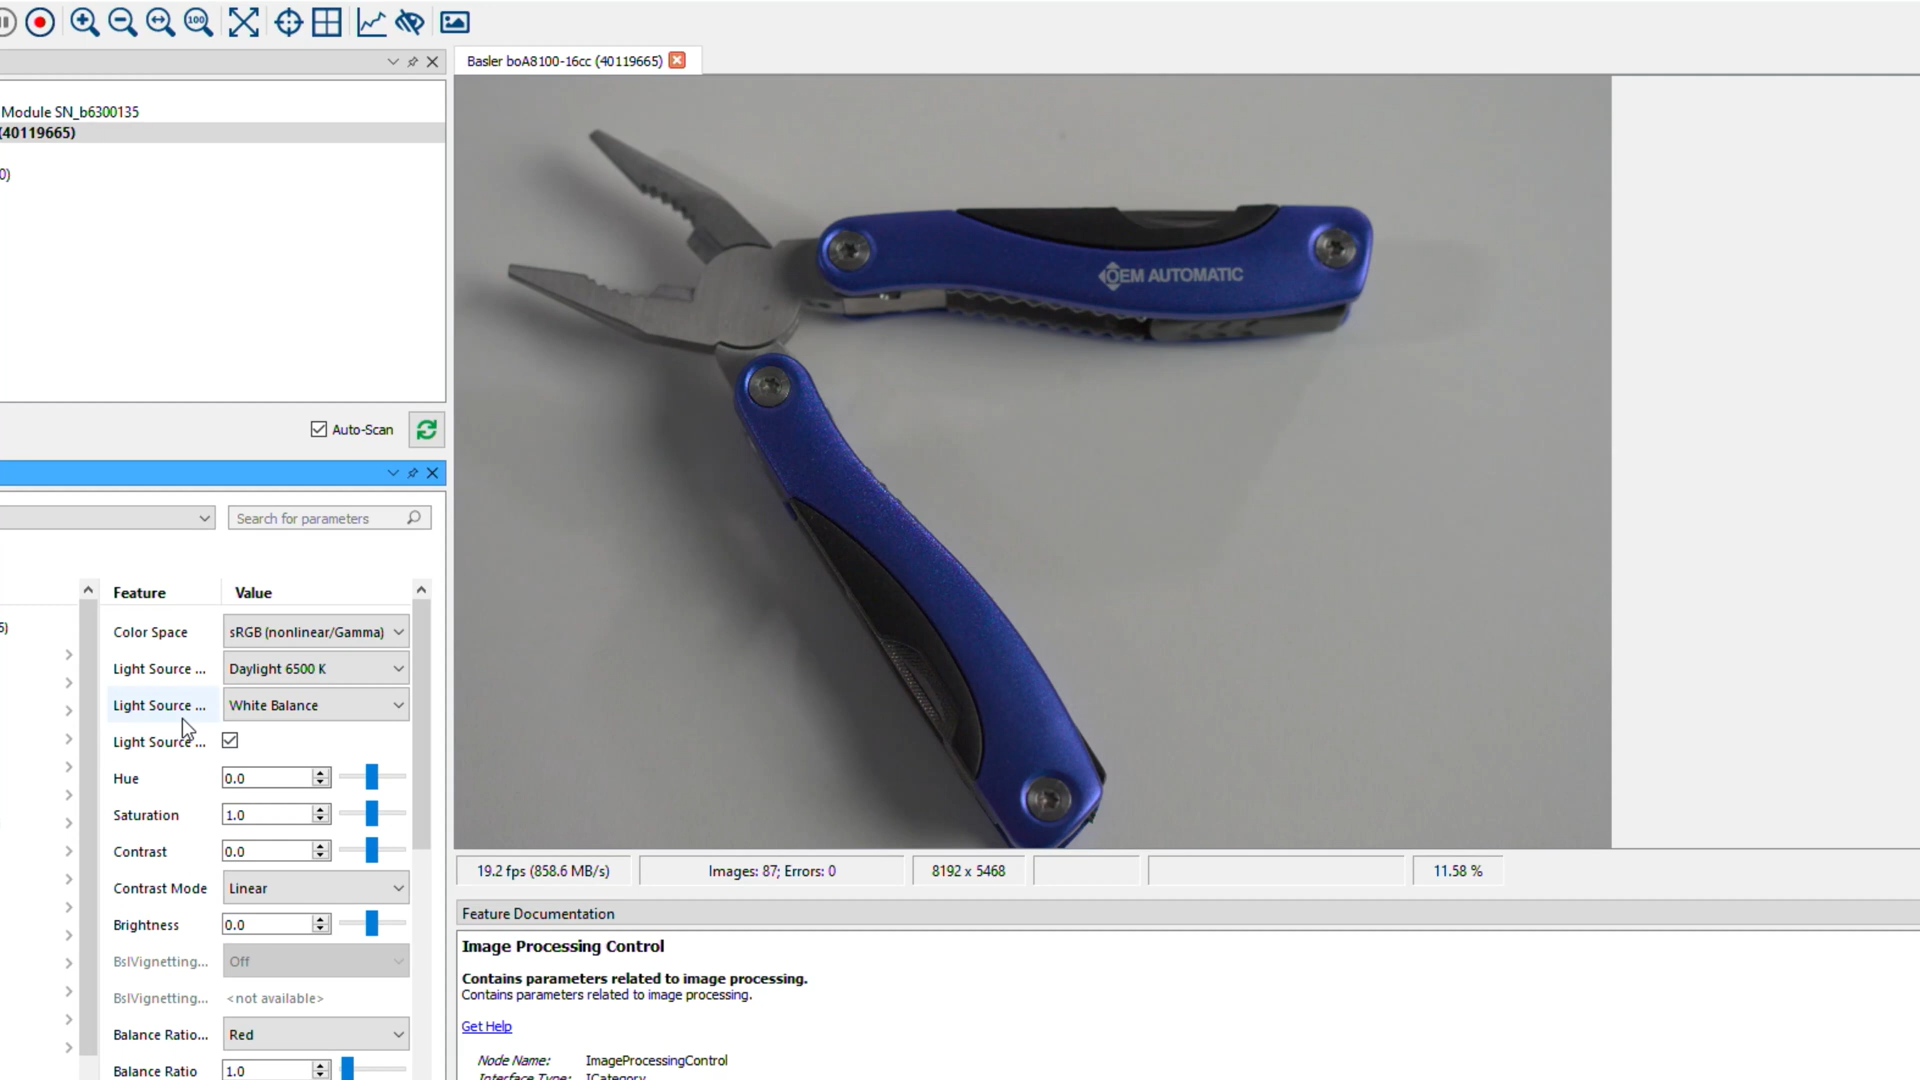 100
Basler boA8100-16cc (40119665)
Module SN_b6300135
(40119665)
0)
OEM AUTOMATIC
Auto-Scan
Search for parameters
Feature Value
5)
Color Space sRGB (nonlinear/Gamma)
Light Source ... Daylight 6500 K
Light Source ... White Balance
Light Source ...
Hue 0.0
Saturation 1.0
Contrast 0.0
Contrast Mode Linear
Brightness 0.0
BslVignetting... Off
BslVignetting... <not available>
Balance Ratio... Red
Balance Ratio 1.0
19.2 fps (858.6 MB/s) Images: 87; Errors: 0 8192 x 5468 11.58 %
Feature Documentation
Image Processing Control
Contains parameters related to image processing.
Contains parameters related to image processing.
Get Help
Node Name: ImageProcessingControl
Interface Type: ICategory